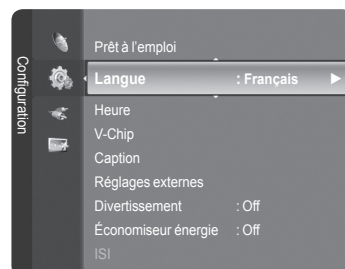 Configuration
Prêt à l'emploi
Langue : Français
Heure
V-Chip
Caption
Réglages externes
Divertissement : Off
Économiseur énergie : Off
ISI